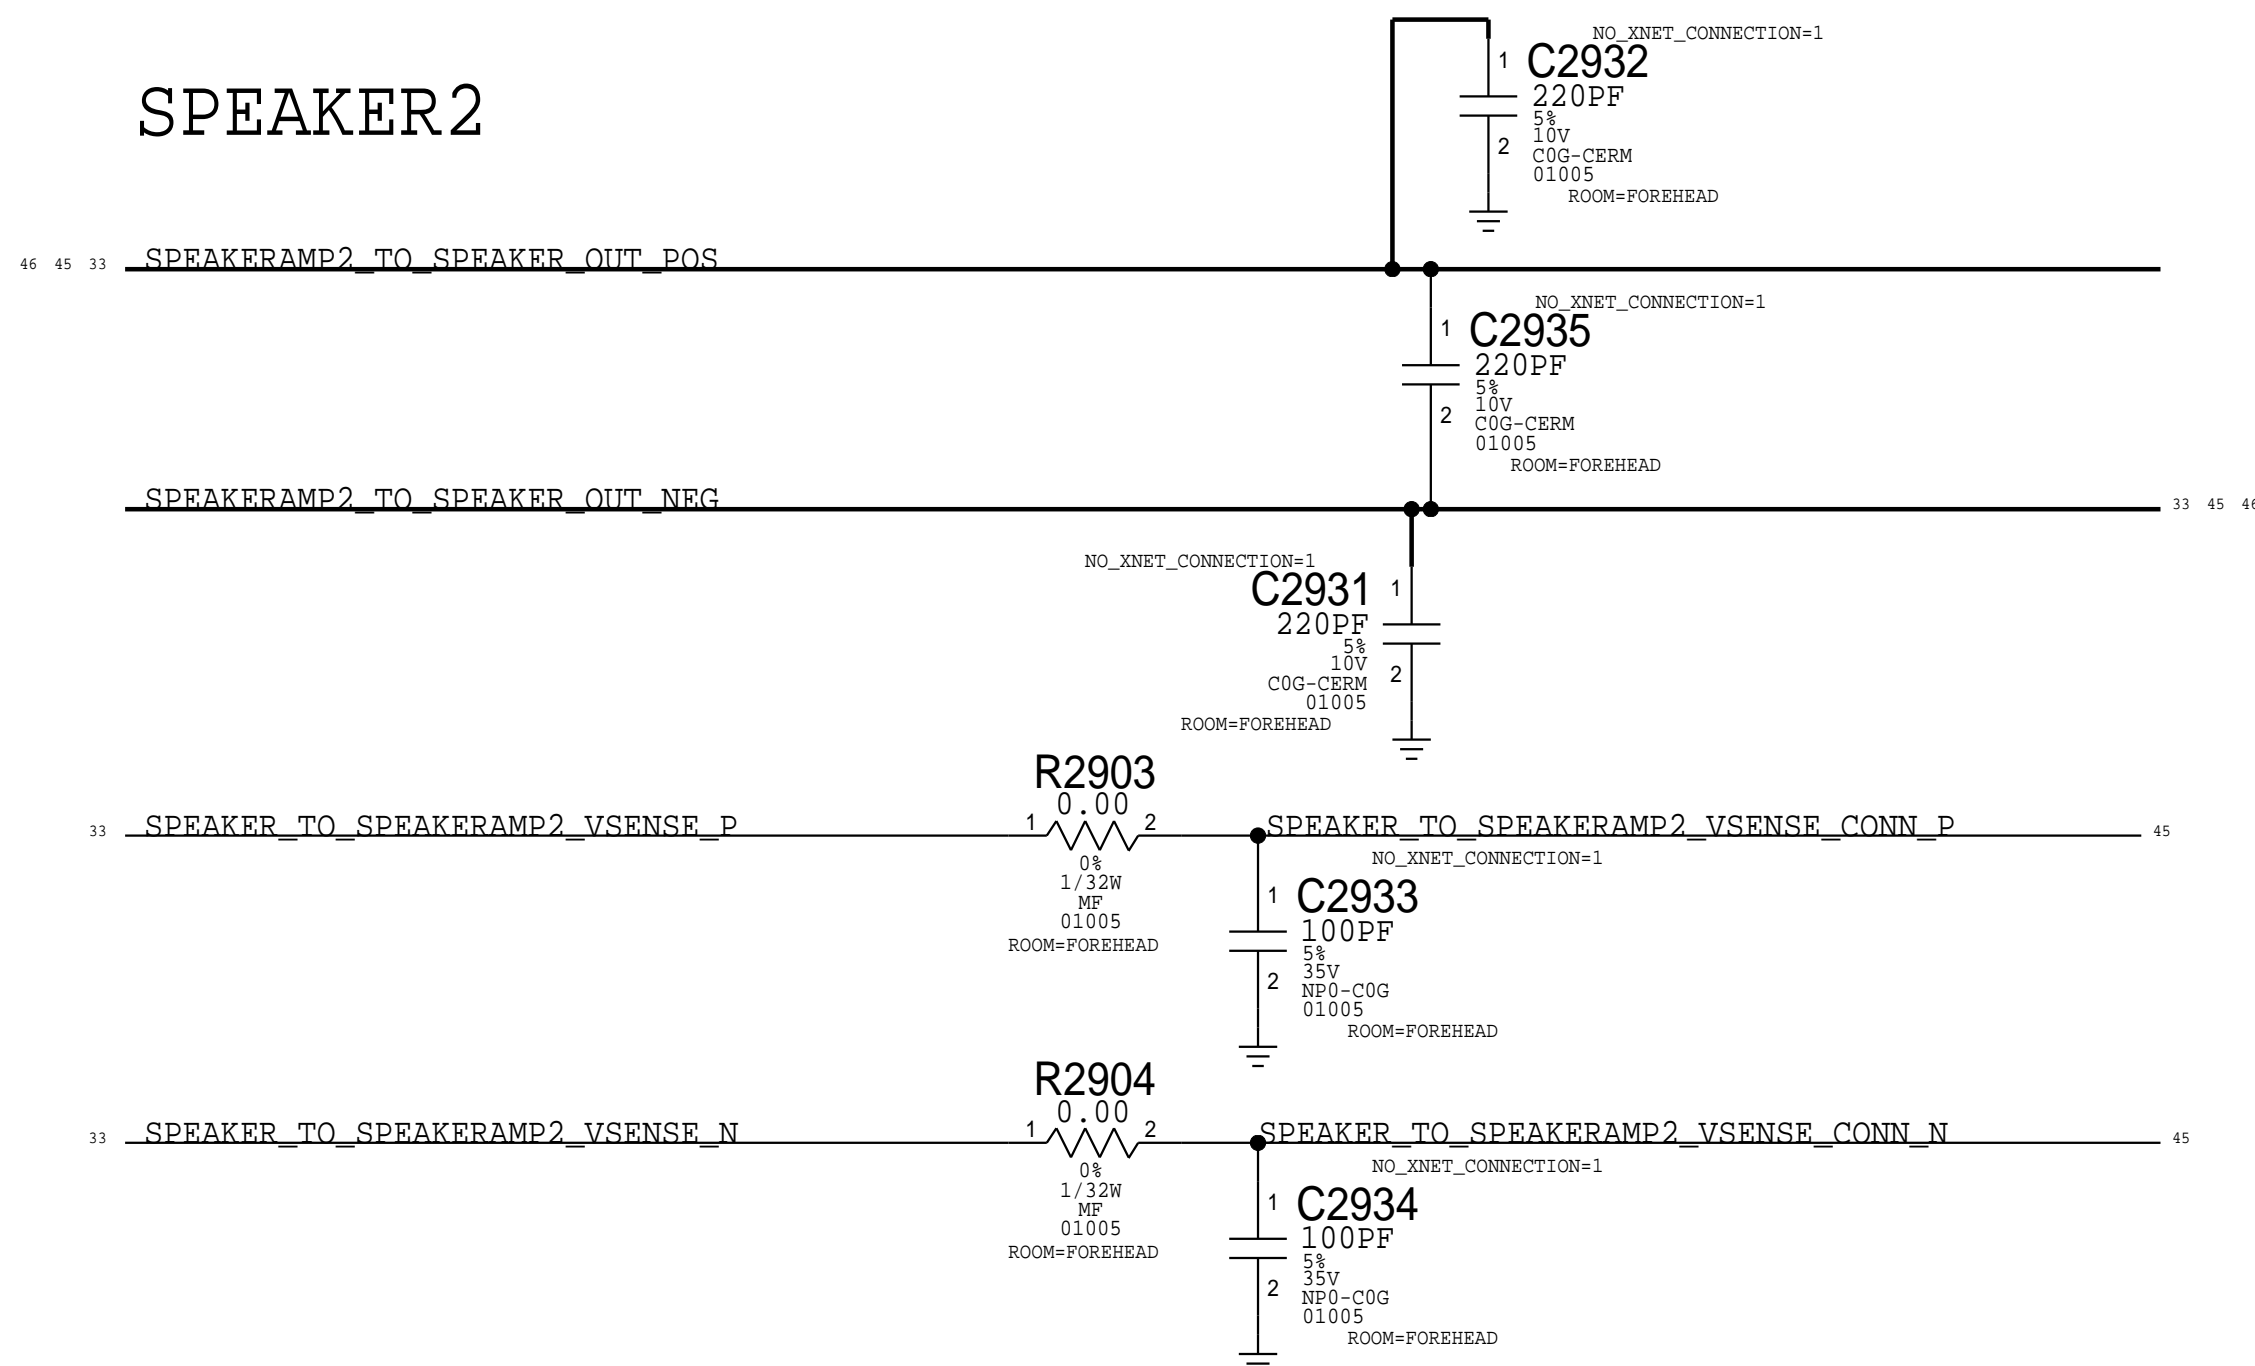 SPEAKER2
NO_XNET_CONNECTION=1
1 C2932
220PF
5%
10V
2
C0G-CERM
01005
ROOM=FOREHEAD
46 45 33 SPEAKERAMP2_TO_SPEAKER_OUT_POS
NO_XNET_CONNECTION=1
1 C2935
220PF
5%
10V
2
C0G-CERM
01005
ROOM=FOREHEAD
SPEAKERAMP2_TO_SPEAKER_OUT_NEG 33 45 46
NO_XNET_CONNECTION=1
C2931 1
220PF
5%
10V
2
C0G-CERM
01005
ROOM=FOREHEAD
R2903
0.00
33 SPEAKER_TO_SPEAKERAMP2_VSENSE_P 1 2 SPEAKER_TO_SPEAKERAMP2_VSENSE_CONN_P 45
0%
1/32W
MF
01005
ROOM=FOREHEAD
NO_XNET_CONNECTION=1
1 C2933
100PF
5%
35V
2
NP0-C0G
01005
ROOM=FOREHEAD
R2904
0.00
33 SPEAKER_TO_SPEAKERAMP2_VSENSE_N 1 2 SPEAKER_TO_SPEAKERAMP2_VSENSE_CONN_N 45
0%
1/32W
MF
01005
ROOM=FOREHEAD
NO_XNET_CONNECTION=1
1 C2934
100PF
5%
35V
2
NP0-C0G
01005
ROOM=FOREHEAD